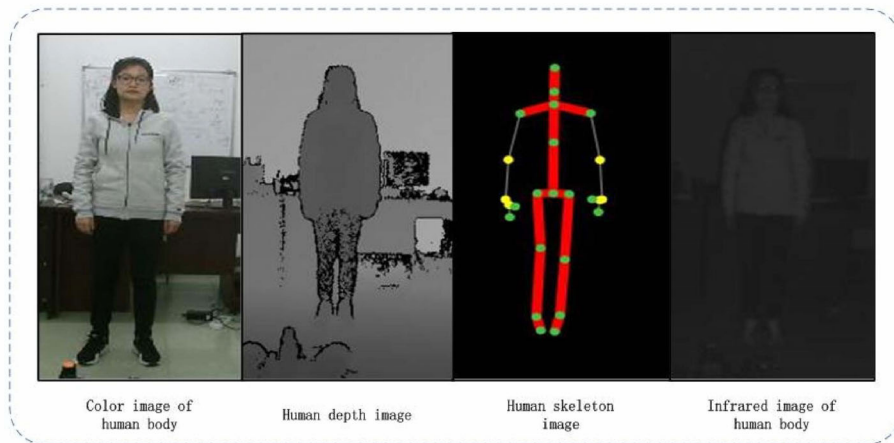 Color image of
human body
Human depth image
Human skeleton
image
Infrared image of
human body